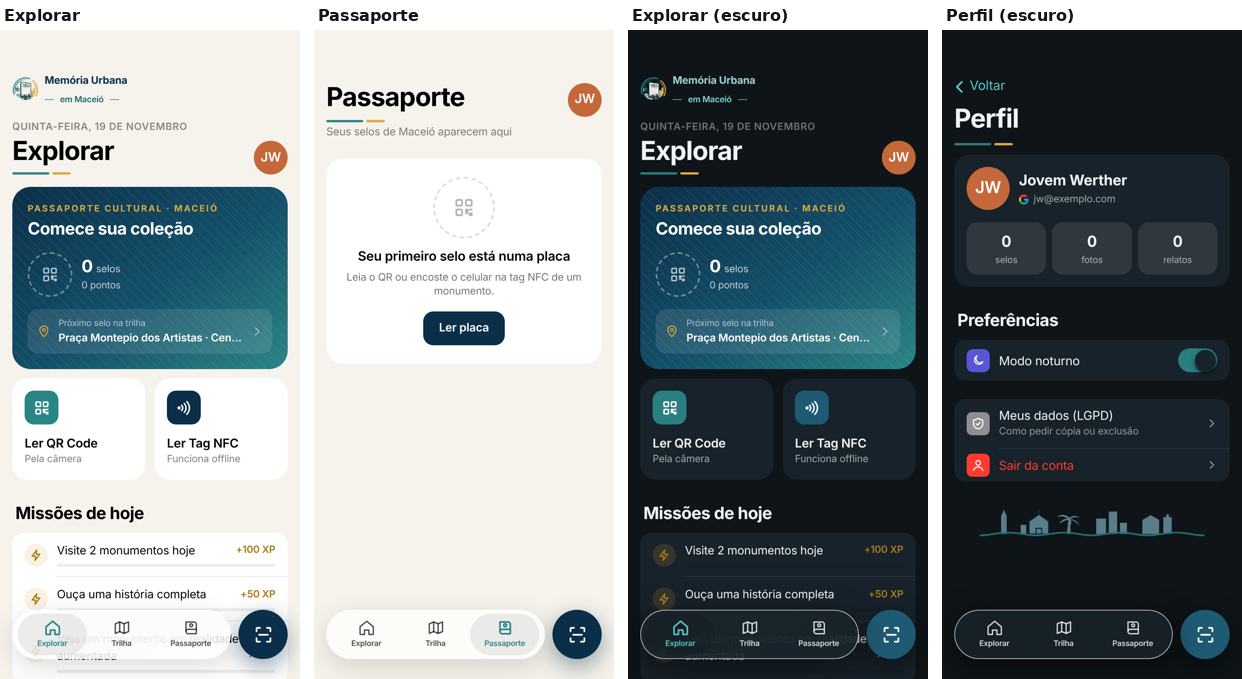 Explorar
Memória Urbana
em Maceió
QUINTA-FEIRA, 19 DE NOVEMBRO
Explorar
JW
PASSAPORTE CULTURAL · MACEIÓ
Comece sua coleção
0 selos
0 pontos
Próximo selo na trilha
Praça Montepio dos Artistas · Cen...
Ler QR Code
Pela câmera
Ler Tag NFC
Funciona offline
Missões de hoje
Visite 2 monumentos hoje
+100 XP
Ouça uma história completa
+50 XP
Veja um monumento em realidade
aumentada
Explorar
Trilha
Passaporte
Passaporte
Passaporte
JW
Seus selos de Maceió aparecem aqui
Seu primeiro selo está numa placa
Leia o QR ou encoste o celular na tag NFC de um
monumento.
Ler placa
Explorar
Trilha
Passaporte
Explorar (escuro)
Memória Urbana
em Maceió
QUINTA-FEIRA, 19 DE NOVEMBRO
Explorar
JW
PASSAPORTE CULTURAL · MACEIÓ
Comece sua coleção
0 selos
0 pontos
Próximo selo na trilha
Praça Montepio dos Artistas · Cen...
Ler QR Code
Pela câmera
Ler Tag NFC
Funciona offline
Missões de hoje
Visite 2 monumentos hoje
+100 XP
Ouça uma história completa
+50 XP
aumentada
Explorar
Trilha
Passaporte
Perfil (escuro)
Voltar
Perfil
JW
Jovem Werther
jw@exemplo.com
0
selos
0
fotos
0
relatos
Preferências
Modo noturno
Meus dados (LGPD)
Como pedir cópia ou exclusão
Sair da conta
Explorar
Trilha
Passaporte